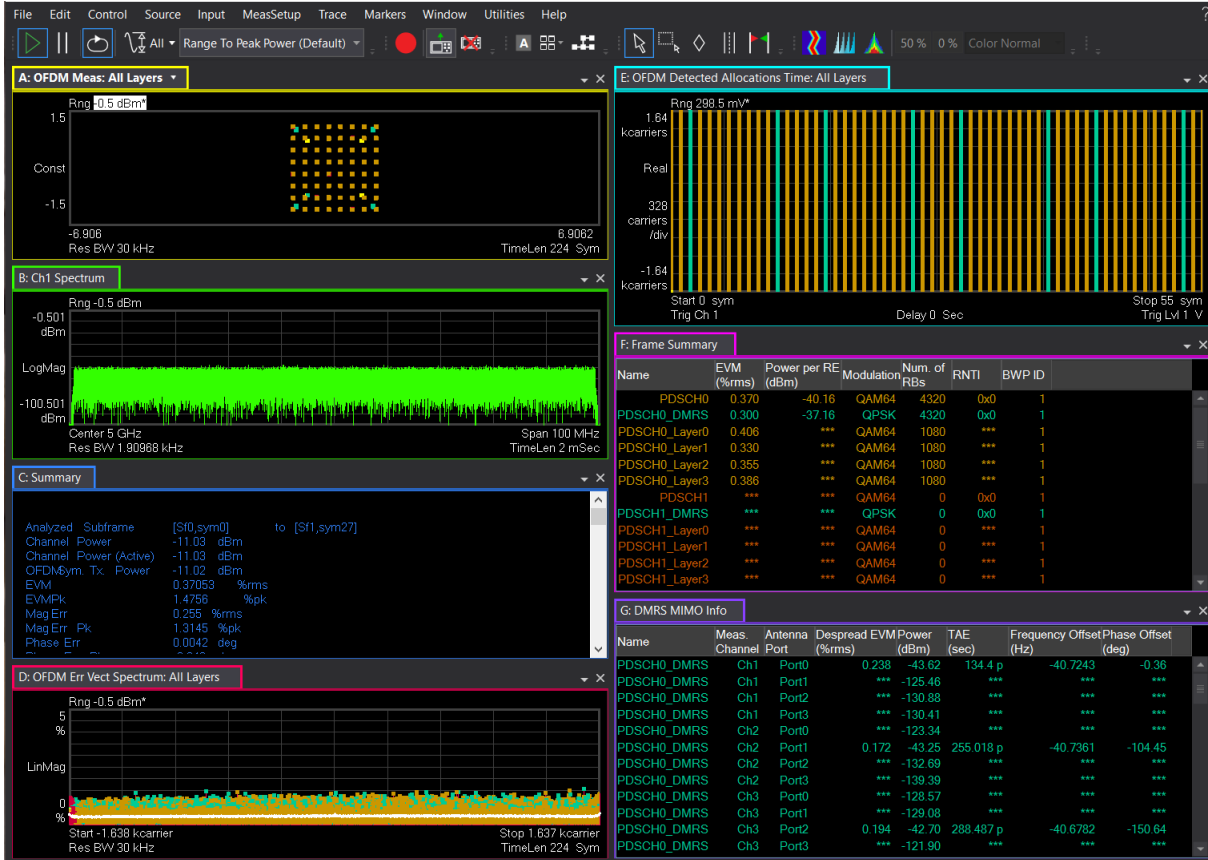 File Edit Control Source Input MeasSetup Trace Markers Window Utilities Help ?
All Range To Peak Power (Default) A 50 % 0 % Color Normal
A: OFDM Meas: All Layers
Rng -0.5 dBm*
1.5
Const
-1.5
-6.906 6.9062
Res BW 30 kHz TimeLen 224 Sym
B: Ch1 Spectrum
Rng -0.5 dBm
-0.501
dBm
LogMag
-100.501
dBm
Center 5 GHz Span 100 MHz
Res BW 1.90968 kHz TimeLen 2 mSec
C: Summary
Analyzed Subframe [Sf0,sym0] to [Sf1,sym27]
Channel Power -11.03 dBm
Channel Power (Active) -11.03 dBm
OFDMSym. Tx. Power -11.02 dBm
EVM 0.37053 %rms
EVMPk 1.4756 %pk
Mag Err 0.255 %rms
Mag Err Pk 1.3145 %pk
Phase Err 0.0042 deg
D: OFDM Err Vect Spectrum: All Layers
Rng -0.5 dBm*
5
%
LinMag
0
%
Start -1.638 kcarrier Stop 1.637 kcarrier
Res BW 30 kHz TimeLen 224 Sym
E: OFDM Detected Allocations Time: All Layers
Rng 298.5 mV*
1.64
kcarriers
Real
328
carriers
/div
-1.64
kcarriers
Start 0 sym Stop 55 sym
Trig Ch 1 Delay 0 Sec Trig Lvl 1 V
F: Frame Summary
Name EVM (%rms) Power per RE (dBm) Modulation Num. of RBs RNTI BWP ID
PDSCH0 0.370 -40.16 QAM64 4320 0x0 1
PDSCH0_DMRS 0.300 -37.16 QPSK 4320 0x0 1
PDSCH0_Layer0 0.406 *** QAM64 1080 *** 1
PDSCH0_Layer1 0.330 *** QAM64 1080 *** 1
PDSCH0_Layer2 0.355 *** QAM64 1080 *** 1
PDSCH0_Layer3 0.386 *** QAM64 1080 *** 1
PDSCH1 *** *** QAM64 0 0x0 1
PDSCH1_DMRS *** *** QPSK 0 0x0 1
PDSCH1_Layer0 *** *** QAM64 0 *** 1
PDSCH1_Layer1 *** *** QAM64 0 *** 1
PDSCH1_Layer2 *** *** QAM64 0 *** 1
PDSCH1_Layer3 *** *** QAM64 0 *** 1
G: DMRS MIMO Info
Name Meas. Channel Antenna Port Despread EVM (%rms) Power (dBm) TAE (sec) Frequency Offset (Hz) Phase Offset (deg)
PDSCH0_DMRS Ch1 Port0 0.238 -43.62 134.4 p -40.7243 -0.36
PDSCH0_DMRS Ch1 Port1 *** -125.46 *** *** ***
PDSCH0_DMRS Ch1 Port2 *** -130.88 *** *** ***
PDSCH0_DMRS Ch1 Port3 *** -130.41 *** *** ***
PDSCH0_DMRS Ch2 Port0 *** -123.34 *** *** ***
PDSCH0_DMRS Ch2 Port1 0.172 -43.25 255.018 p -40.7361 -104.45
PDSCH0_DMRS Ch2 Port2 *** -132.69 *** *** ***
PDSCH0_DMRS Ch2 Port3 *** -139.39 *** *** ***
PDSCH0_DMRS Ch3 Port0 *** -128.57 *** *** ***
PDSCH0_DMRS Ch3 Port1 *** -129.08 *** *** ***
PDSCH0_DMRS Ch3 Port2 0.194 -42.70 288.487 p -40.6782 -150.64
PDSCH0_DMRS Ch3 Port3 *** -121.90 *** *** ***